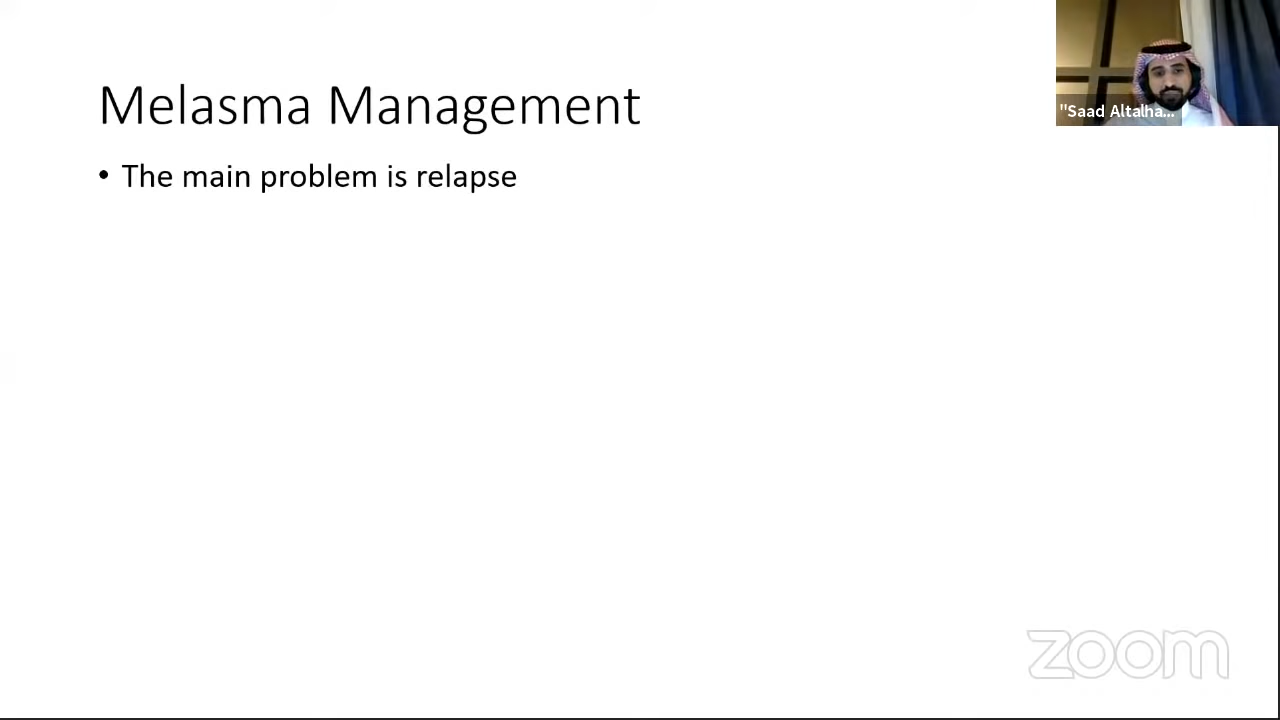 Melasma Management
• The main problem is relapse
"Saad Altalha...
zoom